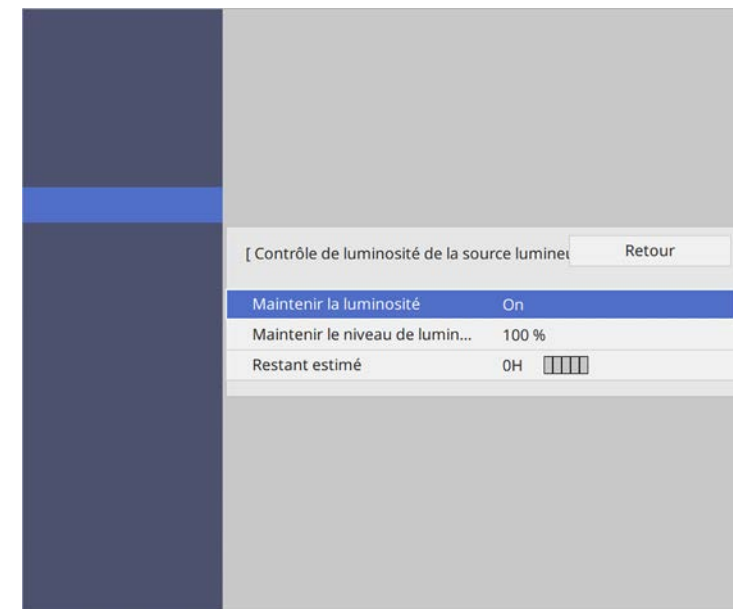 [ Contrôle de luminosité de la source lumineu
Retour
Maintenir la luminosité On
Maintenir le niveau de lumin... 100 %
Restant estimé 0H